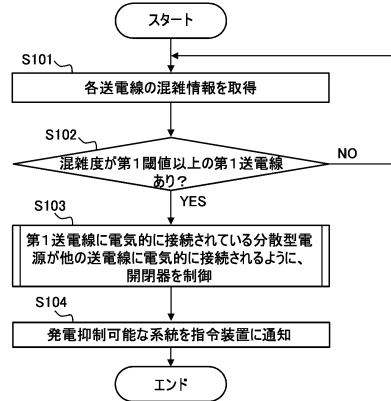 スタート
S101
各送電線の混雑情報を取得
S102
混雑度が第1閾値以上の第1送電線
あり?
NO
YES
S103
第1送電線に電気的に接続されている分散型電
源が他の送電線に電気的に接続されるように、
開閉器を制御
S104
発電抑制可能な系統を指令装置に通知
エンド